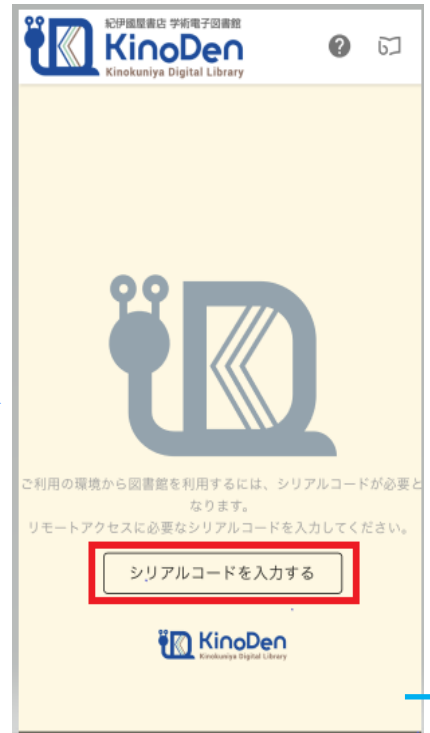 紀伊國屋書店 学術電子図書館
KinoDen
Kinokuniya Digital Library
?
ご利用の環境から図書館を利用するには、シリアルコードが必要と
なります。
リモートアクセスに必要なシリアルコードを入力してください。
シリアルコードを入力する
KinoDen
Kinokuniya Digital Library